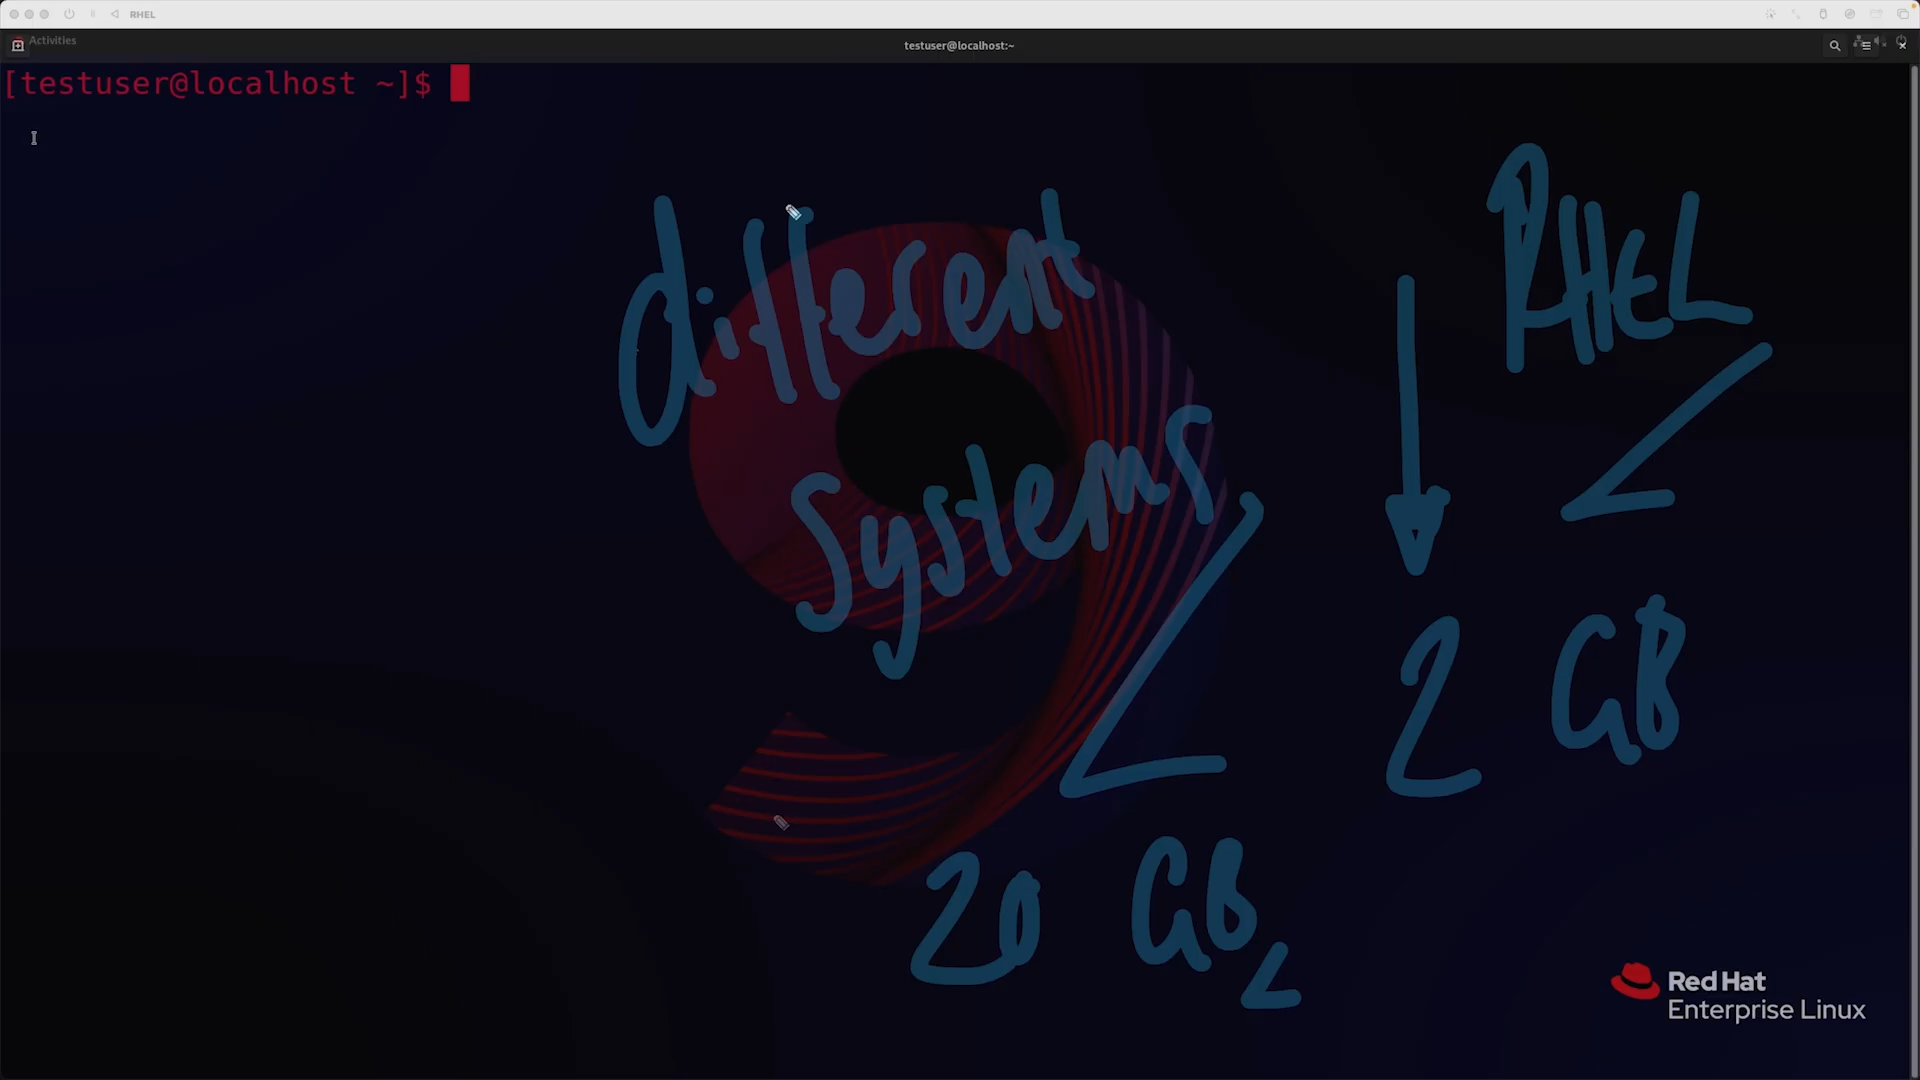 RHEL
Activities
testuser@localhost:~
[testuser@localhost ~]$
different
RHEL
systems
2 GB
20 GB
Red Hat
Enterprise Linux